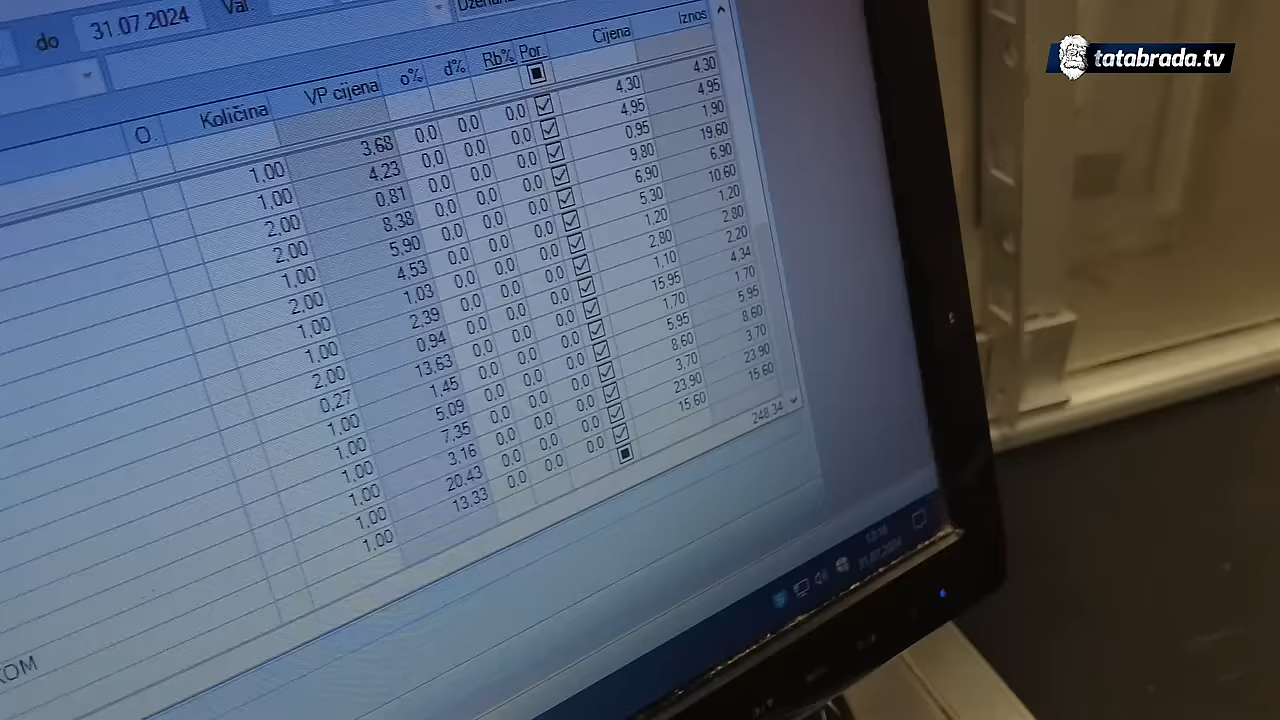 tatabrada.tv
do 31.07.2024 Val.
O. Količina VP cijena o% d% Rb% Por. Cijena Iznos
1,00 3,68 0,0 0,0 0,0 4,30 4,30
1,00 4,23 0,0 0,0 0,0 4,95 4,95
2,00 0,81 0,0 0,0 0,0 0,95 1,90
2,00 8,38 0,0 0,0 0,0 9,80 19,60
1,00 5,90 0,0 0,0 0,0 6,90 6,90
2,00 4,53 0,0 0,0 0,0 5,30 10,60
1,00 1,03 0,0 0,0 0,0 1,20 1,20
1,00 2,39 0,0 0,0 0,0 2,80 2,80
2,00 0,94 0,0 0,0 0,0 1,10 2,20
0,27 13,63 0,0 0,0 0,0 15,95 4,34
1,00 1,45 0,0 0,0 0,0 1,70 1,70
1,00 5,09 0,0 0,0 0,0 5,95 5,95
1,00 7,35 0,0 0,0 0,0 8,60 8,60
1,00 3,16 0,0 0,0 0,0 3,70 3,70
1,00 20,43 0,0 0,0 0,0 23,90 23,90
1,00 13,33 0,0 0,0 0,0 15,60 15,60
248,34
31.07.2024